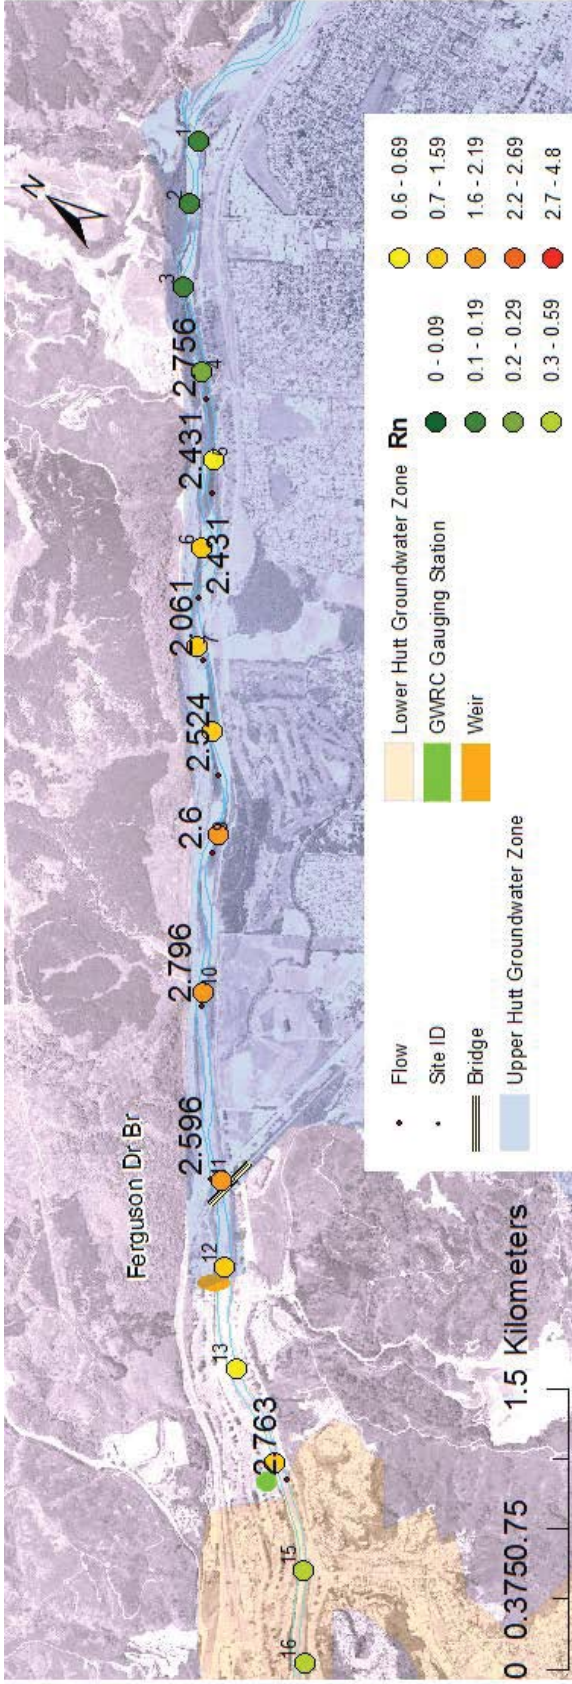 N
Ferguson Dr Br
16
15
2.763
13
12
11
2.596
10
2.796
9
2.6
2.524
7
2.061
6
2.431
5
2.431
4
2.756
3
2
1
0 0.3750.75 1.5 Kilometers
Flow
Site ID
Bridge
Upper Hutt Groundwater Zone
Lower Hutt Groundwater Zone
GWRC Gauging Station
Weir
Rn
0 - 0.09
0.1 - 0.19
0.2 - 0.29
0.3 - 0.59
0.6 - 0.69
0.7 - 1.59
1.6 - 2.19
2.2 - 2.69
2.7 - 4.8